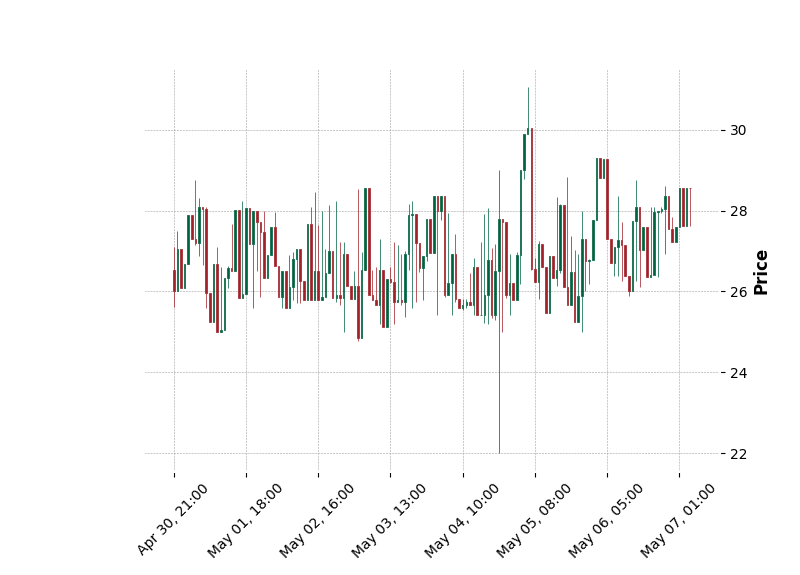 30
28
26
24
22
Price
Apr 30, 21:00
May 01, 18:00
May 02, 16:00
May 03, 13:00
May 04, 10:00
May 05, 08:00
May 06, 05:00
May 07, 01:00